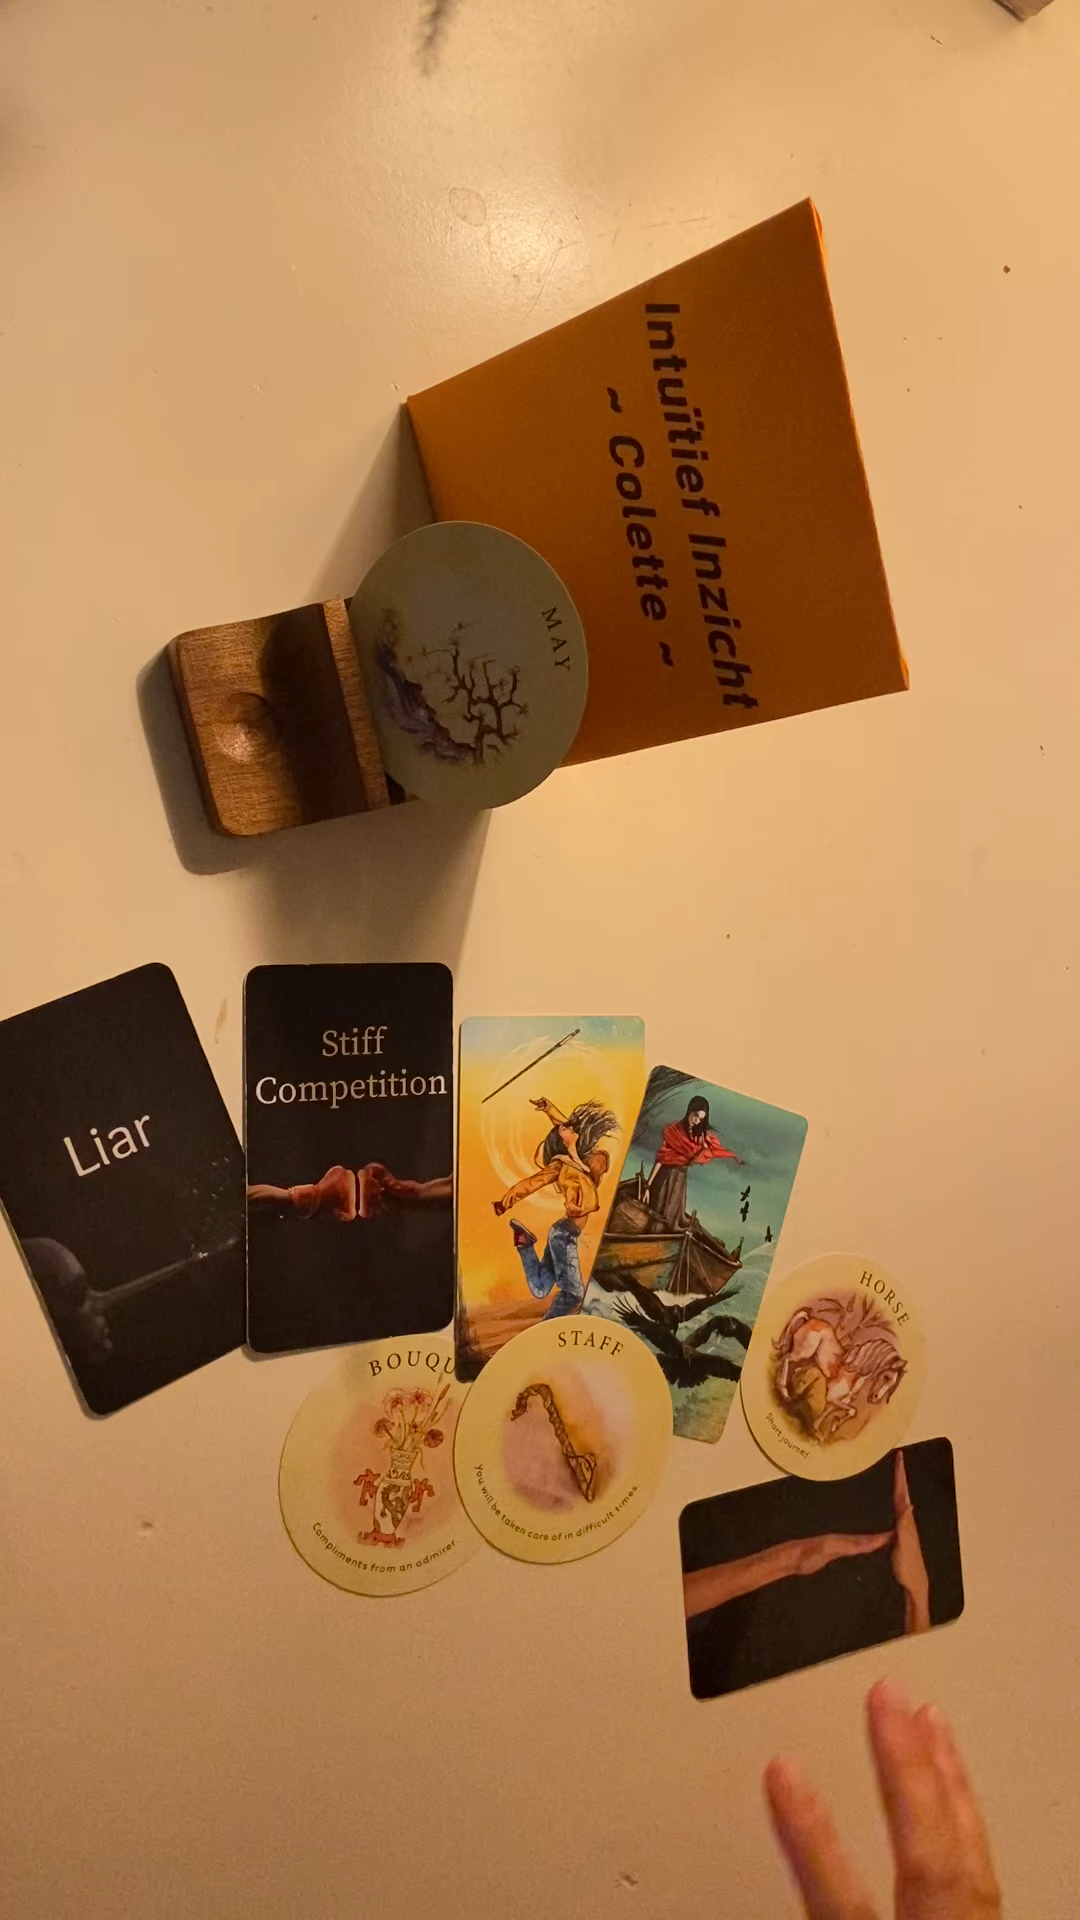 Intuïtief Inzicht
~ Colette ~
MAY
Liar
Stiff
Competition
BOUQU
Compliments from an admirer
STAFF
You will be taken care of in difficult times.
HORSE
Short journey.